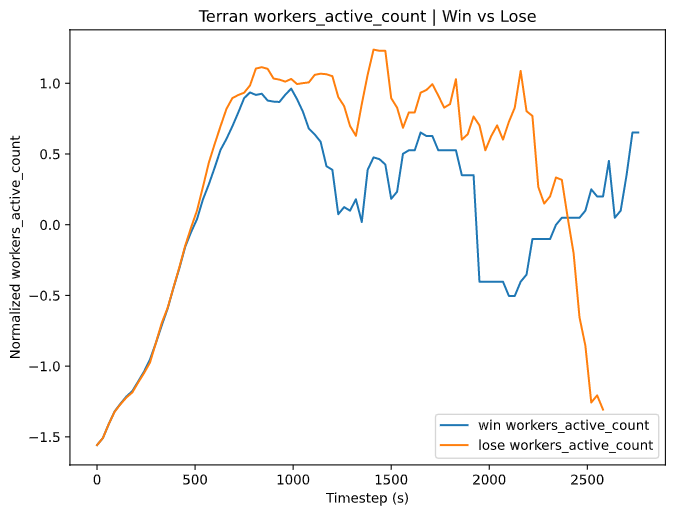 Terran workers_active_count | Win vs Lose
Normalized workers_active_count
1.0
0.5
0.0
−0.5
−1.0
−1.5
0 500 1000 1500 2000 2500
Timestep (s)
win workers_active_count
lose workers_active_count